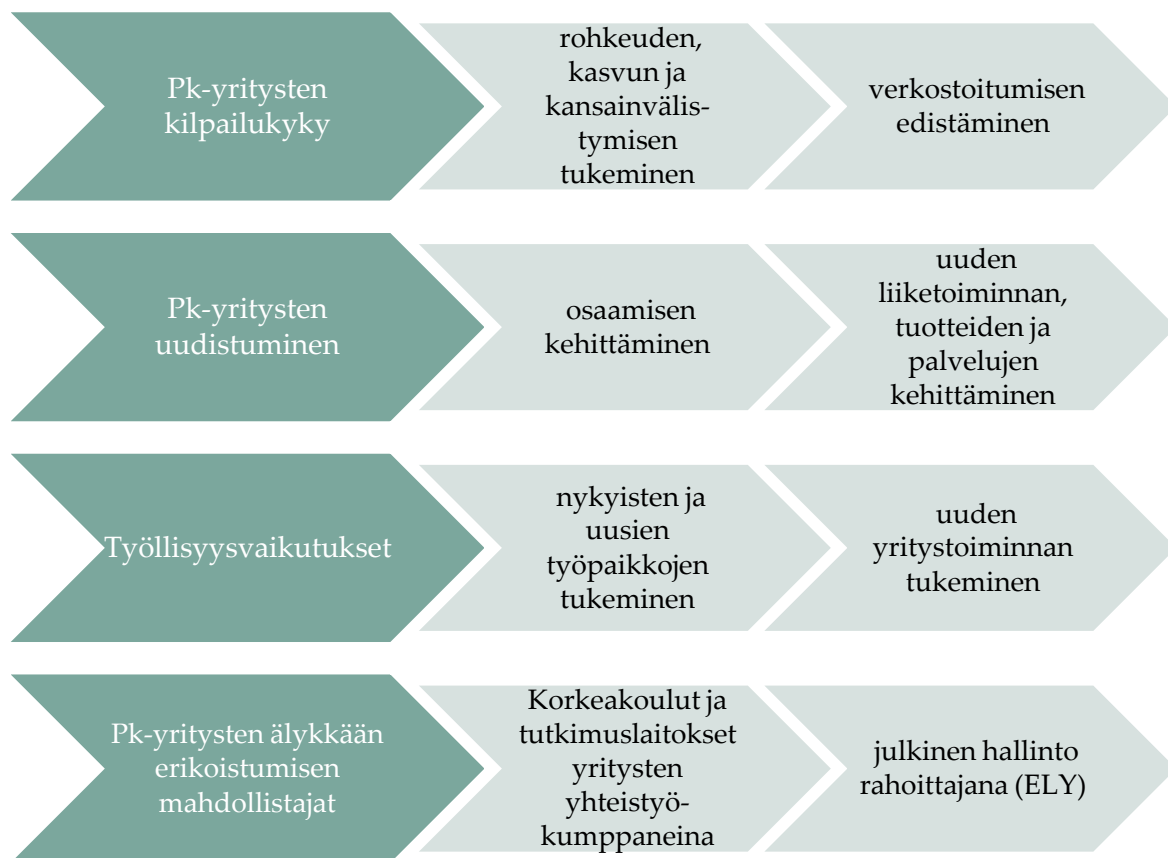 Pk-yritysten
kilpailukyky
rohkeuden,
kasvun ja
kansainvälis-
tymisen
tukeminen
verkostoitumisen
edistäminen
Pk-yritysten
uudistuminen
osaamisen
kehittäminen
uuden
liiketoiminnan,
tuotteiden ja
palvelujen
kehittäminen
Työllisyysvaikutukset
nykyisten ja
uusien
työpaikkojen
tukeminen
uuden
yritystoiminnan
tukeminen
Pk-yritysten älykkään
erikoistumisen
mahdollistajat
Korkeakoulut ja
tutkimuslaitokset
yritysten
yhteistyö-
kumppaneina
julkinen hallinto
rahoittajana (ELY)